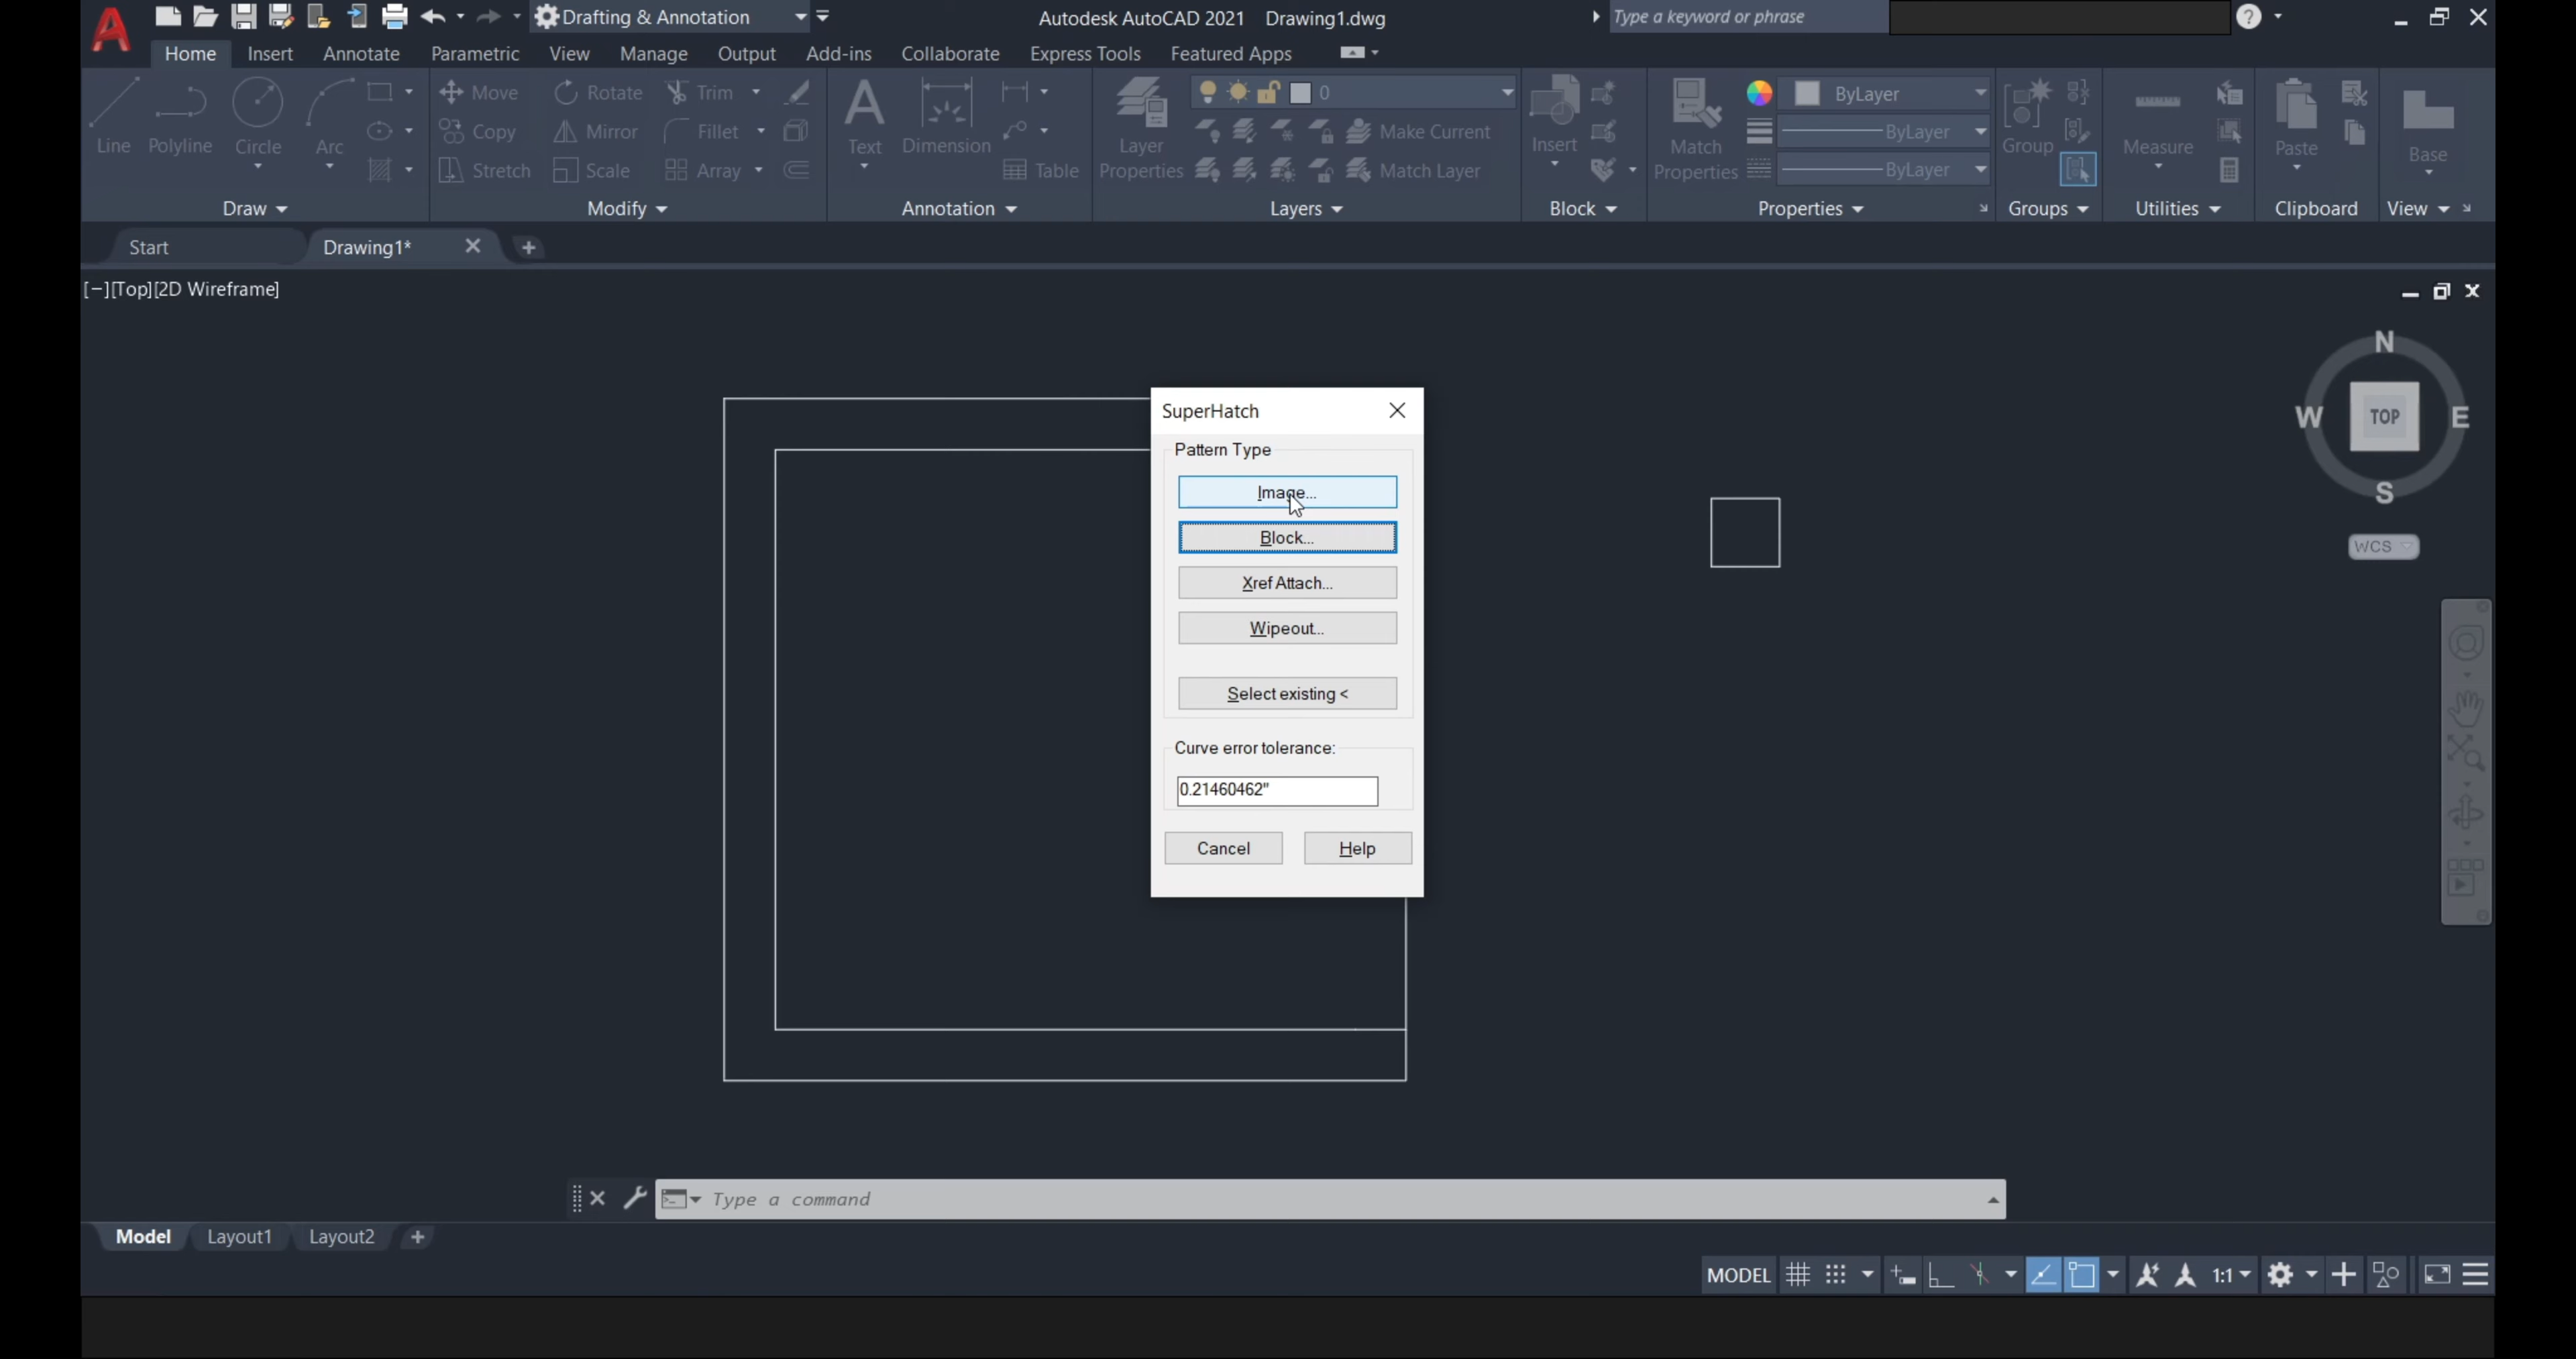 Drafting & Annotation
Autodesk AutoCAD 2021 Drawing1.dwg
Type a keyword or phrase
?
Home Insert Annotate Parametric View Manage Output Add-ins Collaborate Express Tools Featured Apps
Line Polyline Circle Arc
Draw
Move Rotate Trim
Copy Mirror Fillet
Stretch Scale Array
Modify
Text Dimension Table
Annotation
Layer Properties
0
Make Current
Match Layer
Layers
Insert
Block
Match Properties
ByLayer
ByLayer
ByLayer
Properties
Group
Groups
Measure
Utilities
Paste
Clipboard
Base
View
Start Drawing1*
[−][Top][2D Wireframe]
N
W TOP E
S
WCS
SuperHatch
Pattern Type
Image...
Block...
Xref Attach...
Wipeout...
Select existing <
Curve error tolerance:
0.21460462"
Cancel Help
Type a command
Model Layout1 Layout2
MODEL 1:1